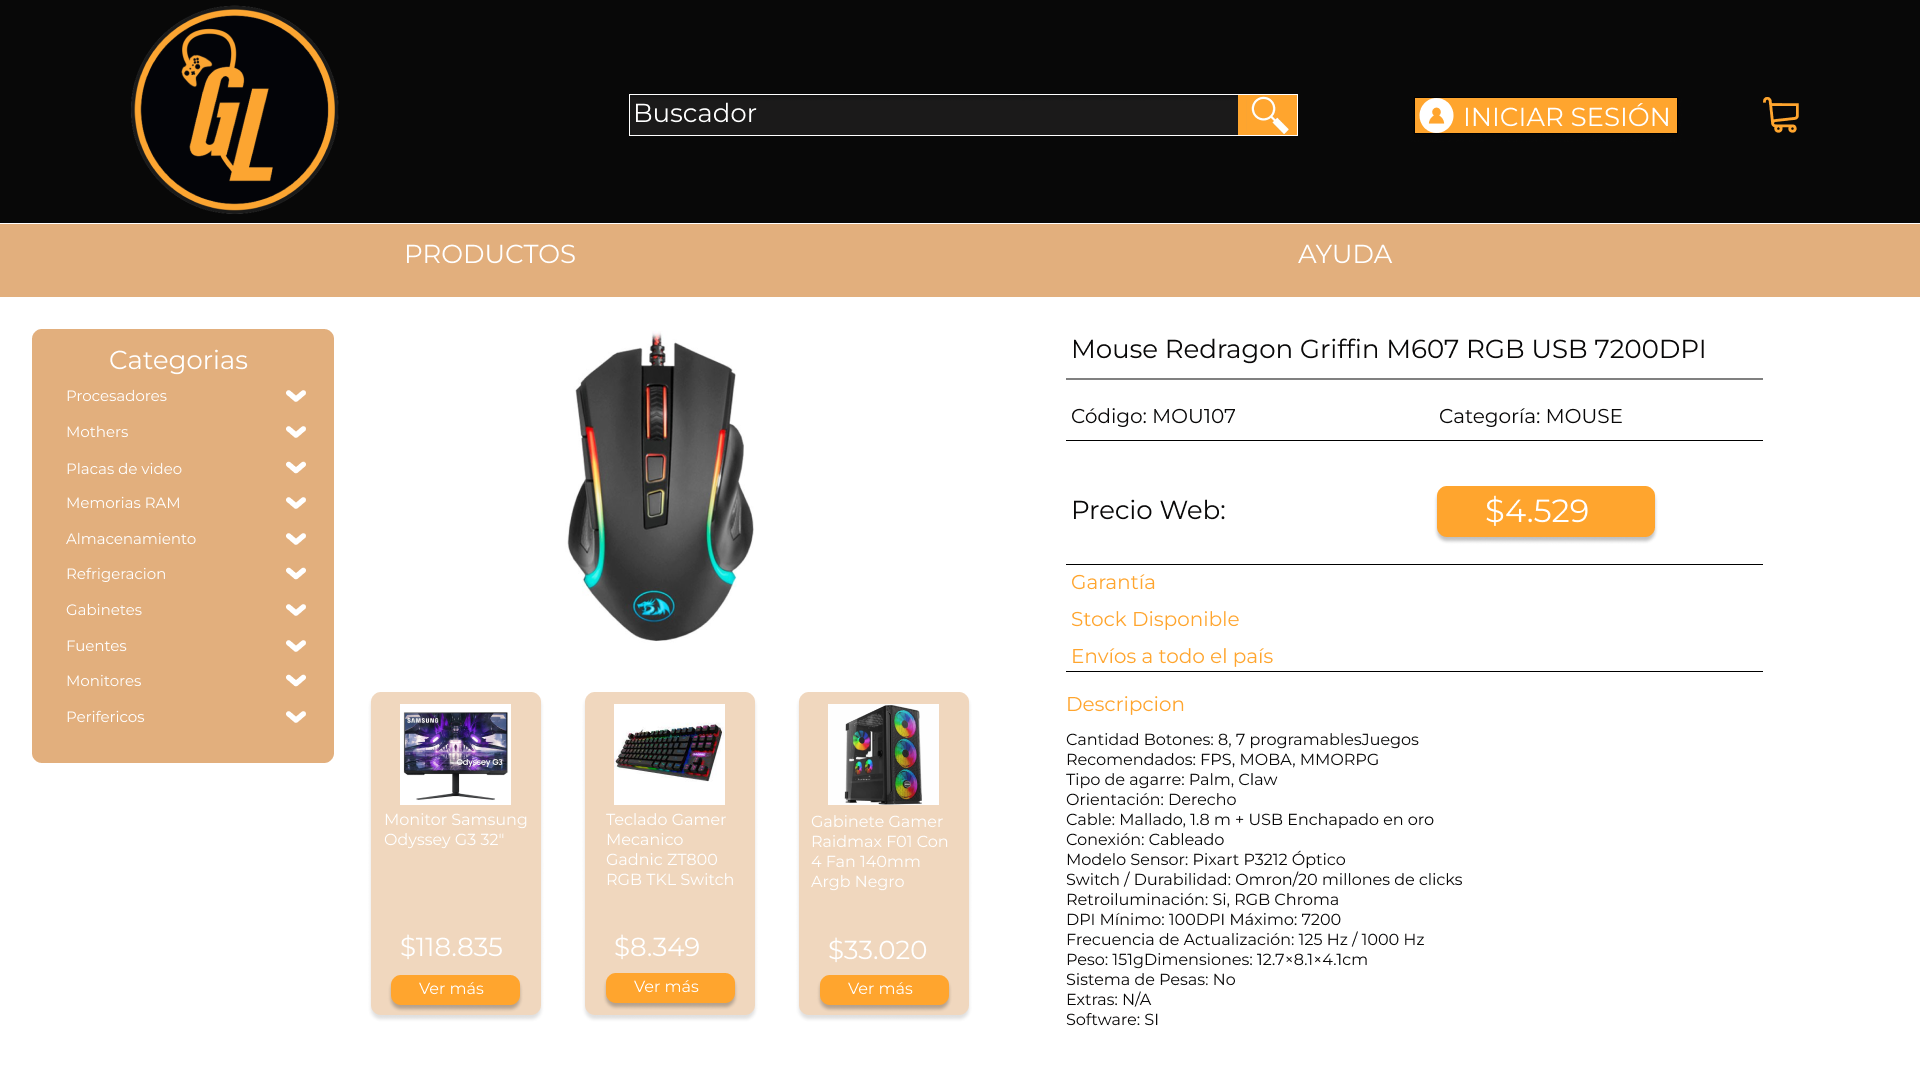 GL
Buscador
INICIAR SESIÓN
PRODUCTOS
AYUDA
Categorias
Procesadores
Mothers
Placas de video
Memorias RAM
Almacenamiento
Refrigeracion
Gabinetes
Fuentes
Monitores
Perifericos
SAMSUNG
Odyssey G3
Monitor Samsung
Odyssey G3 32"
$118.835
Ver más
Teclado Gamer
Mecanico
Gadnic ZT800
RGB TKL Switch
$8.349
Ver más
Gabinete Gamer
Raidmax F01 Con
4 Fan 140mm
Argb Negro
$33.020
Ver más
Mouse Redragon Griffin M607 RGB USB 7200DPI
Código: MOU107
Categoría: MOUSE
Precio Web:
$4.529
Garantía
Stock Disponible
Envíos a todo el país
Descripcion
Cantidad Botones: 8, 7 programablesJuegos
Recomendados: FPS, MOBA, MMORPG
Tipo de agarre: Palm, Claw
Orientación: Derecho
Cable: Mallado, 1.8 m + USB Enchapado en oro
Conexión: Cableado
Modelo Sensor: Pixart P3212 Óptico
Switch / Durabilidad: Omron/20 millones de clicks
Retroiluminación: Si, RGB Chroma
DPI Mínimo: 100DPI Máximo: 7200
Frecuencia de Actualización: 125 Hz / 1000 Hz
Peso: 151gDimensiones: 12.7×8.1×4.1cm
Sistema de Pesas: No
Extras: N/A
Software: SI